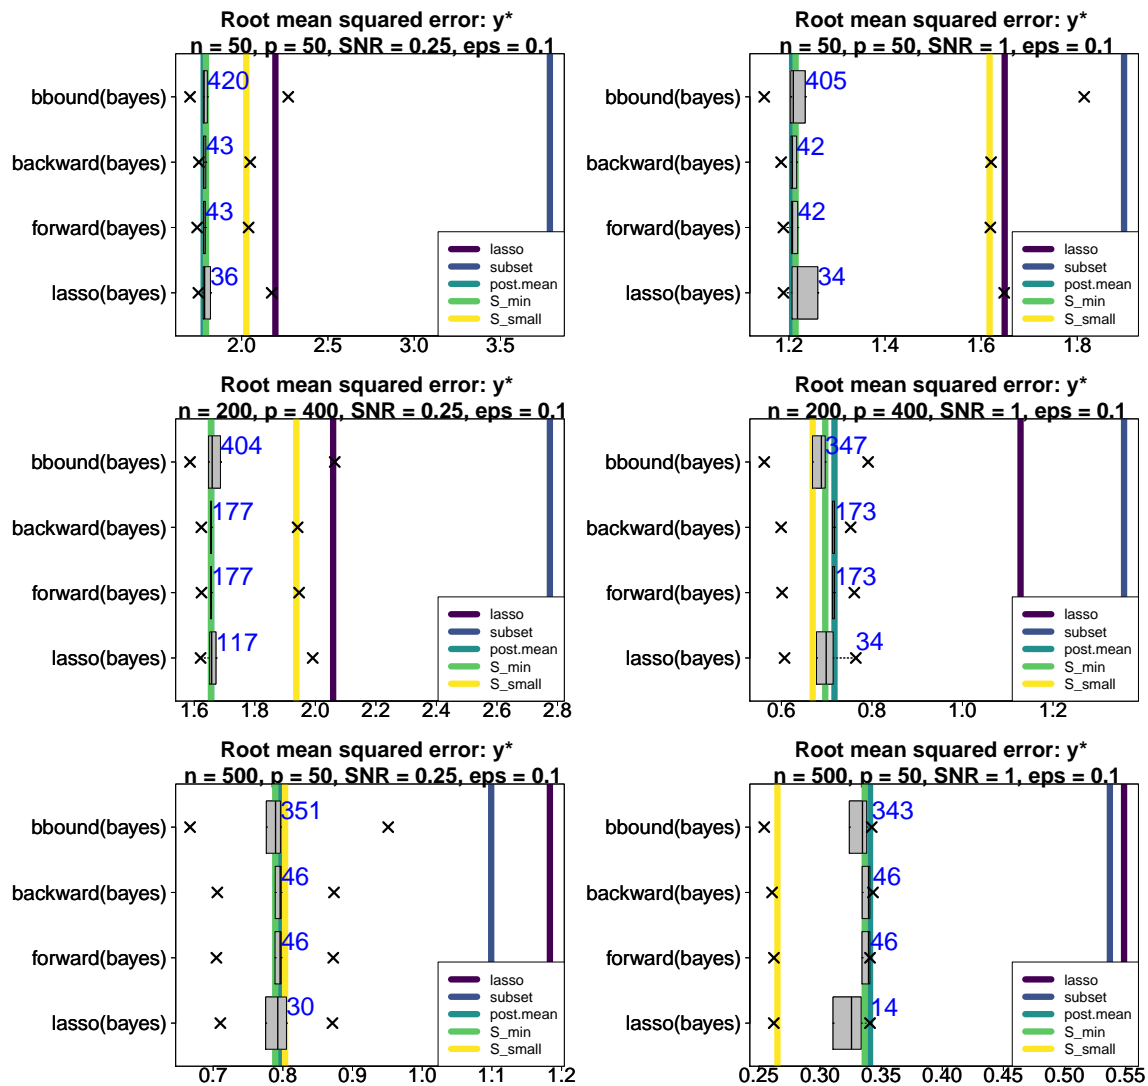 Root mean squared error: y*
n = 50, p = 50, SNR = 0.25, eps = 0.1
bbound(bayes)
backward(bayes)
forward(bayes)
lasso(bayes)
420
43
43
36
lasso
subset
post.mean
S_min
S_small
2.0 2.5 3.0 3.5
Root mean squared error: y*
n = 50, p = 50, SNR = 1, eps = 0.1
bbound(bayes)
backward(bayes)
forward(bayes)
lasso(bayes)
405
42
42
34
lasso
subset
post.mean
S_min
S_small
1.2 1.4 1.6 1.8
Root mean squared error: y*
n = 200, p = 400, SNR = 0.25, eps = 0.1
bbound(bayes)
backward(bayes)
forward(bayes)
lasso(bayes)
404
177
177
117
lasso
subset
post.mean
S_min
S_small
1.6 1.8 2.0 2.2 2.4 2.6 2.8
Root mean squared error: y*
n = 200, p = 400, SNR = 1, eps = 0.1
bbound(bayes)
backward(bayes)
forward(bayes)
lasso(bayes)
347
173
173
34
lasso
subset
post.mean
S_min
S_small
0.6 0.8 1.0 1.2
Root mean squared error: y*
n = 500, p = 50, SNR = 0.25, eps = 0.1
bbound(bayes)
backward(bayes)
forward(bayes)
lasso(bayes)
351
46
46
30
lasso
subset
post.mean
S_min
S_small
0.7 0.8 0.9 1.0 1.1 1.2
Root mean squared error: y*
n = 500, p = 50, SNR = 1, eps = 0.1
bbound(bayes)
backward(bayes)
forward(bayes)
lasso(bayes)
343
46
46
14
lasso
subset
post.mean
S_min
S_small
0.25 0.30 0.35 0.45 0.55